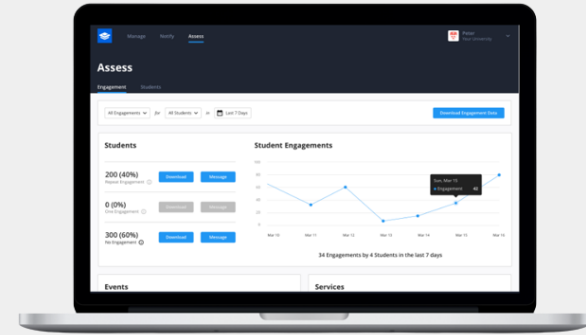 Manage Notify Assess
Peter
Your University
Assess
Engagement Students
All Engagements for All Students in Last 7 Days
Download Engagement Data
Students
200 (40%)
Repeat Engagement
Download Message
0 (0%)
One Engagement
Download Message
300 (60%)
No Engagement
Download Message
Student Engagements
100
80
60
40
20
0
Sun, Mar 15
Engagement 40
Mar 10 Mar 11 Mar 12 Mar 13 Mar 14 Mar 15 Mar 16
34 Engagements by 4 Students in the last 7 days
Events
Services